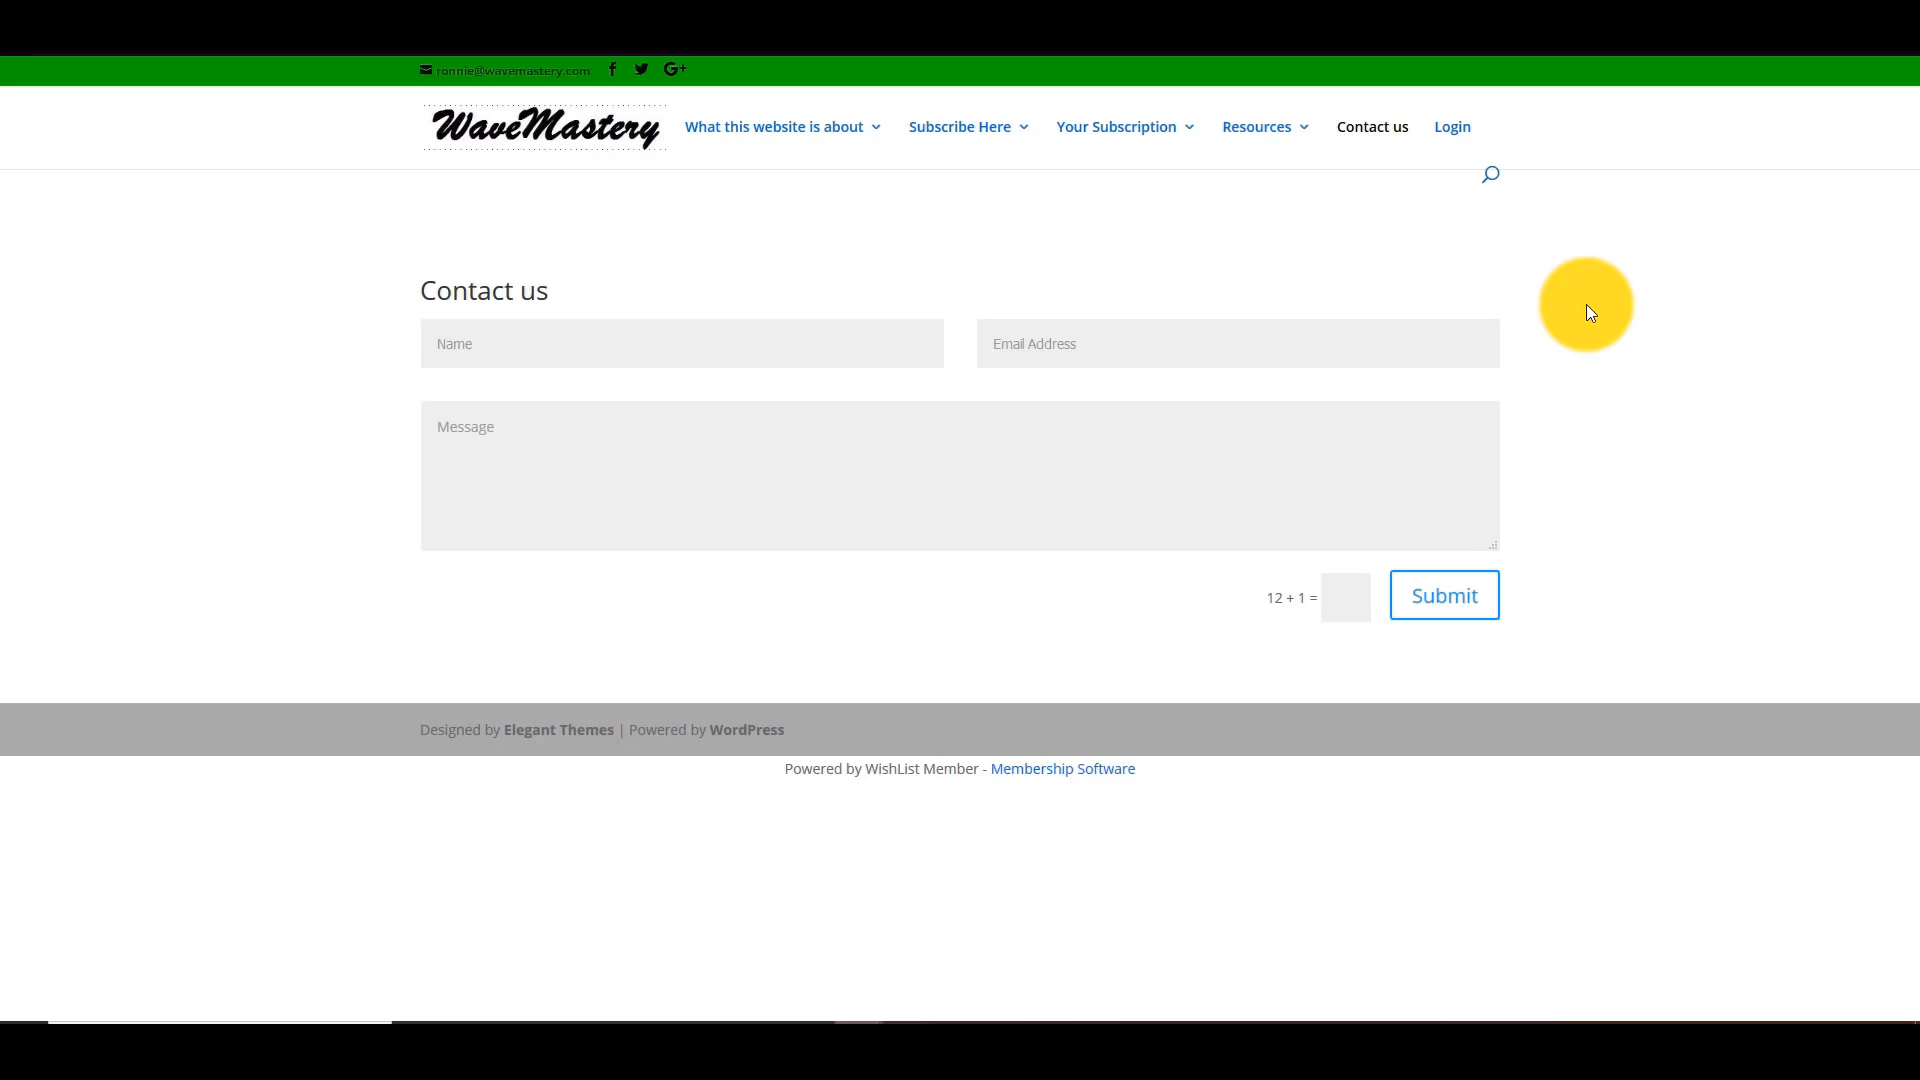 ronnie@wavemastery.com
WaveMastery
What this website is about
Subscribe Here
Your Subscription
Resources
Contact us
Login
Contact us
Name
Email Address
Message
12 + 1 =
Submit
Designed by Elegant Themes | Powered by WordPress
Powered by WishList Member - Membership Software